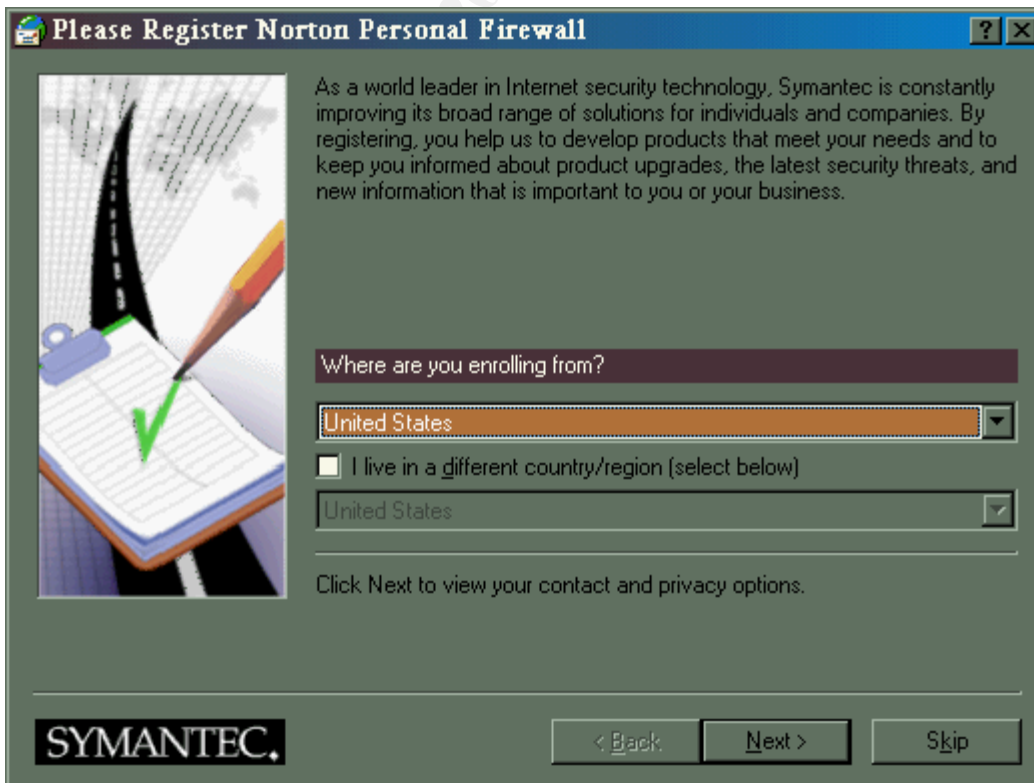 Please Register Norton Personal Firewall
As a world leader in Internet security technology, Symantec is constantly
improving its broad range of solutions for individuals and companies. By
registering, you help us to develop products that meet your needs and to
keep you informed about product upgrades, the latest security threats, and
new information that is important to you or your business.
Where are you enrolling from?
United States
I live in a different country/region (select below)
United States
Click Next to view your contact and privacy options.
SYMANTEC.
< Back
Next >
Skip